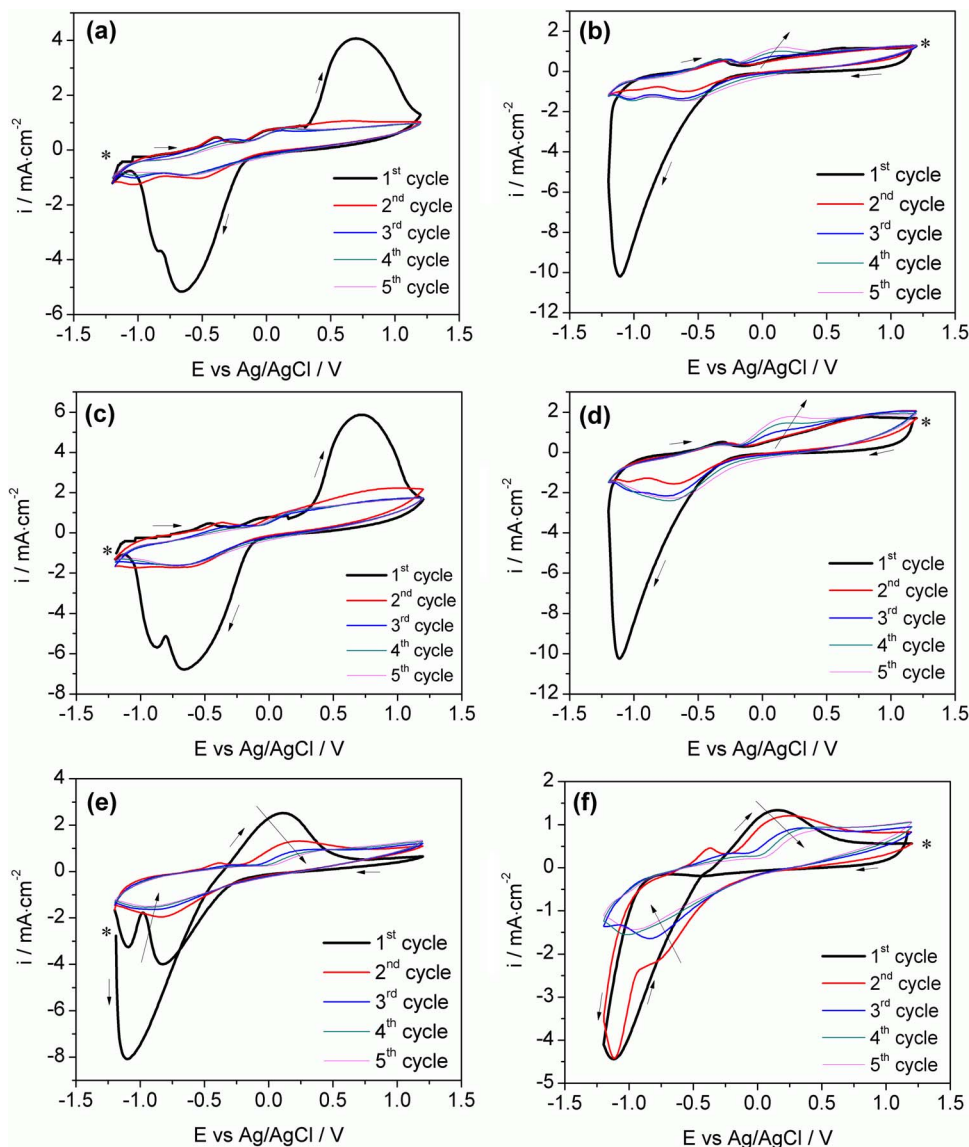 (a)
4
2
0
-2
-4
-6
i / mA·cm-2
*
1st cycle
2nd cycle
3rd cycle
4th cycle
5th cycle
-1.5 -1.0 -0.5 0.0 0.5 1.0 1.5
E vs Ag/AgCl / V
(b)
2
0
-2
-4
-6
-8
-10
-12
i / mA·cm-2
*
1st cycle
2nd cycle
3rd cycle
4th cycle
5th cycle
-1.5 -1.0 -0.5 0.0 0.5 1.0 1.5
E vs Ag/AgCl / V
(c)
6
4
2
0
-2
-4
-6
-8
i / mA·cm-2
*
1st cycle
2nd cycle
3rd cycle
4th cycle
5th cycle
-1.5 -1.0 -0.5 0.0 0.5 1.0 1.5
E vs Ag/AgCl / V
(d)
4
2
0
-2
-4
-6
-8
-10
-12
i / mA·cm-2
*
1st cycle
2nd cycle
3rd cycle
4th cycle
5th cycle
-1.5 -1.0 -0.5 0.0 0.5 1.0 1.5
E vs Ag/AgCl / V
(e)
4
2
0
-2
-4
-6
-8
i / mA·cm-2
*
1st cycle
2nd cycle
3rd cycle
4th cycle
5th cycle
-1.5 -1.0 -0.5 0.0 0.5 1.0 1.5
E vs Ag/AgCl / V
(f)
2
1
0
-1
-2
-3
-4
-5
i / mA·cm-2
*
1st cycle
2nd cycle
3rd cycle
4th cycle
5th cycle
-1.5 -1.0 -0.5 0.0 0.5 1.0 1.5
E vs Ag/AgCl / V